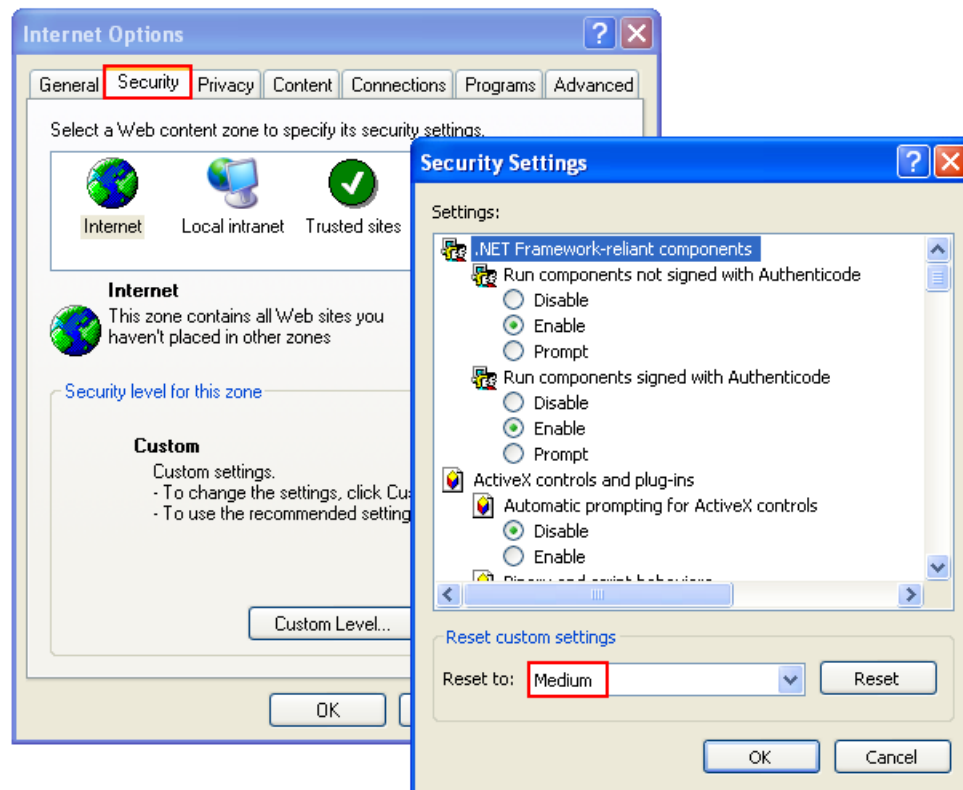 Internet Options
General Security Privacy Content Connections Programs Advanced
Select a Web content zone to specify its security settings.
Internet Local intranet Trusted sites
Internet
This zone contains all Web sites you
haven't placed in other zones
Security level for this zone
Custom
Custom settings.
- To change the settings, click Cu
- To use the recommended setting
Custom Level...
OK
Security Settings
Settings:
.NET Framework-reliant components
Run components not signed with Authenticode
Disable
Enable
Prompt
Run components signed with Authenticode
Disable
Enable
Prompt
ActiveX controls and plug-ins
Automatic prompting for ActiveX controls
Disable
Enable
Binary and script behaviors
Reset custom settings
Reset to: Medium Reset
OK Cancel